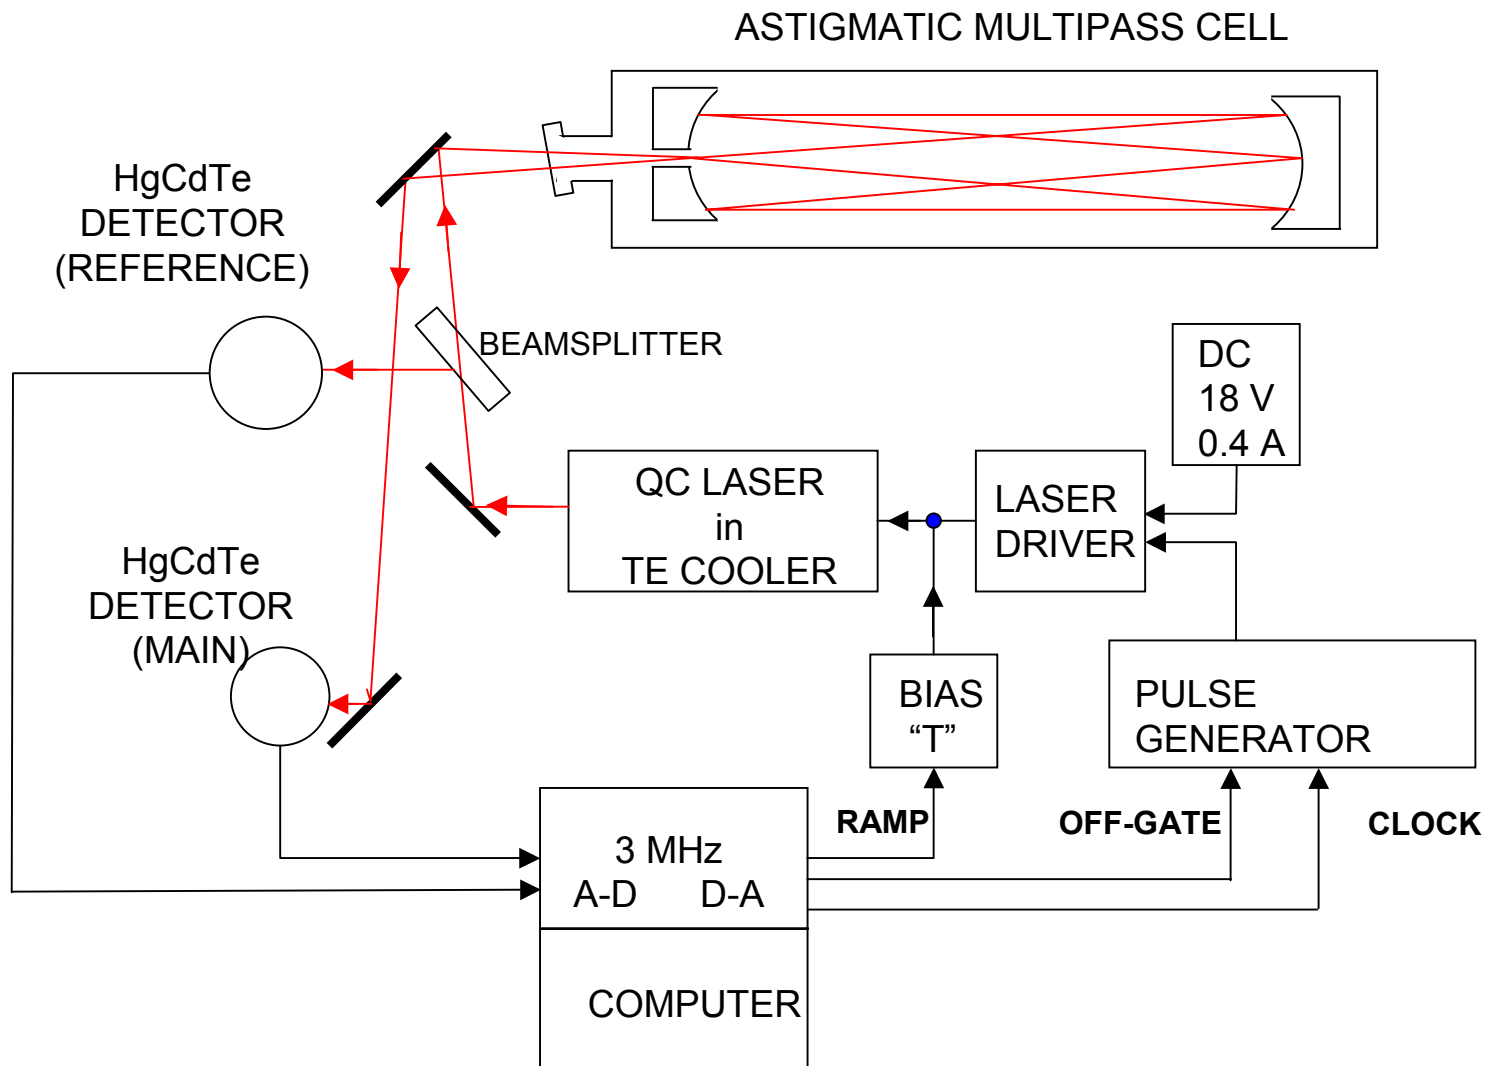 ASTIGMATIC MULTIPASS CELL
HgCdTe
DETECTOR
(REFERENCE)
BEAMSPLITTER
DC
18 V
0.4 A
QC LASER
in
TE COOLER
LASER
DRIVER
HgCdTe
DETECTOR
(MAIN)
BIAS
“T”
PULSE
GENERATOR
RAMP
OFF-GATE
CLOCK
3 MHz
A-D D-A
COMPUTER